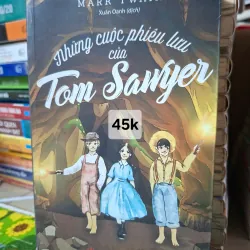 MARK TWAIN
Xuân Oanh (dịch)
Những cuộc phiêu lưu
của
Tom Sawyer
45k